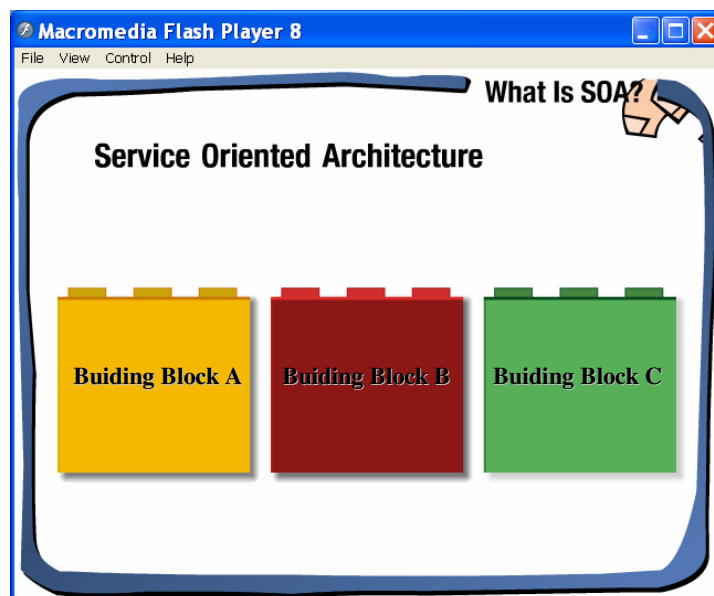 Macromedia Flash Player 8
File View Control Help
What Is SOA?
Service Oriented Architecture
Buiding Block A
Buiding Block B
Buiding Block C